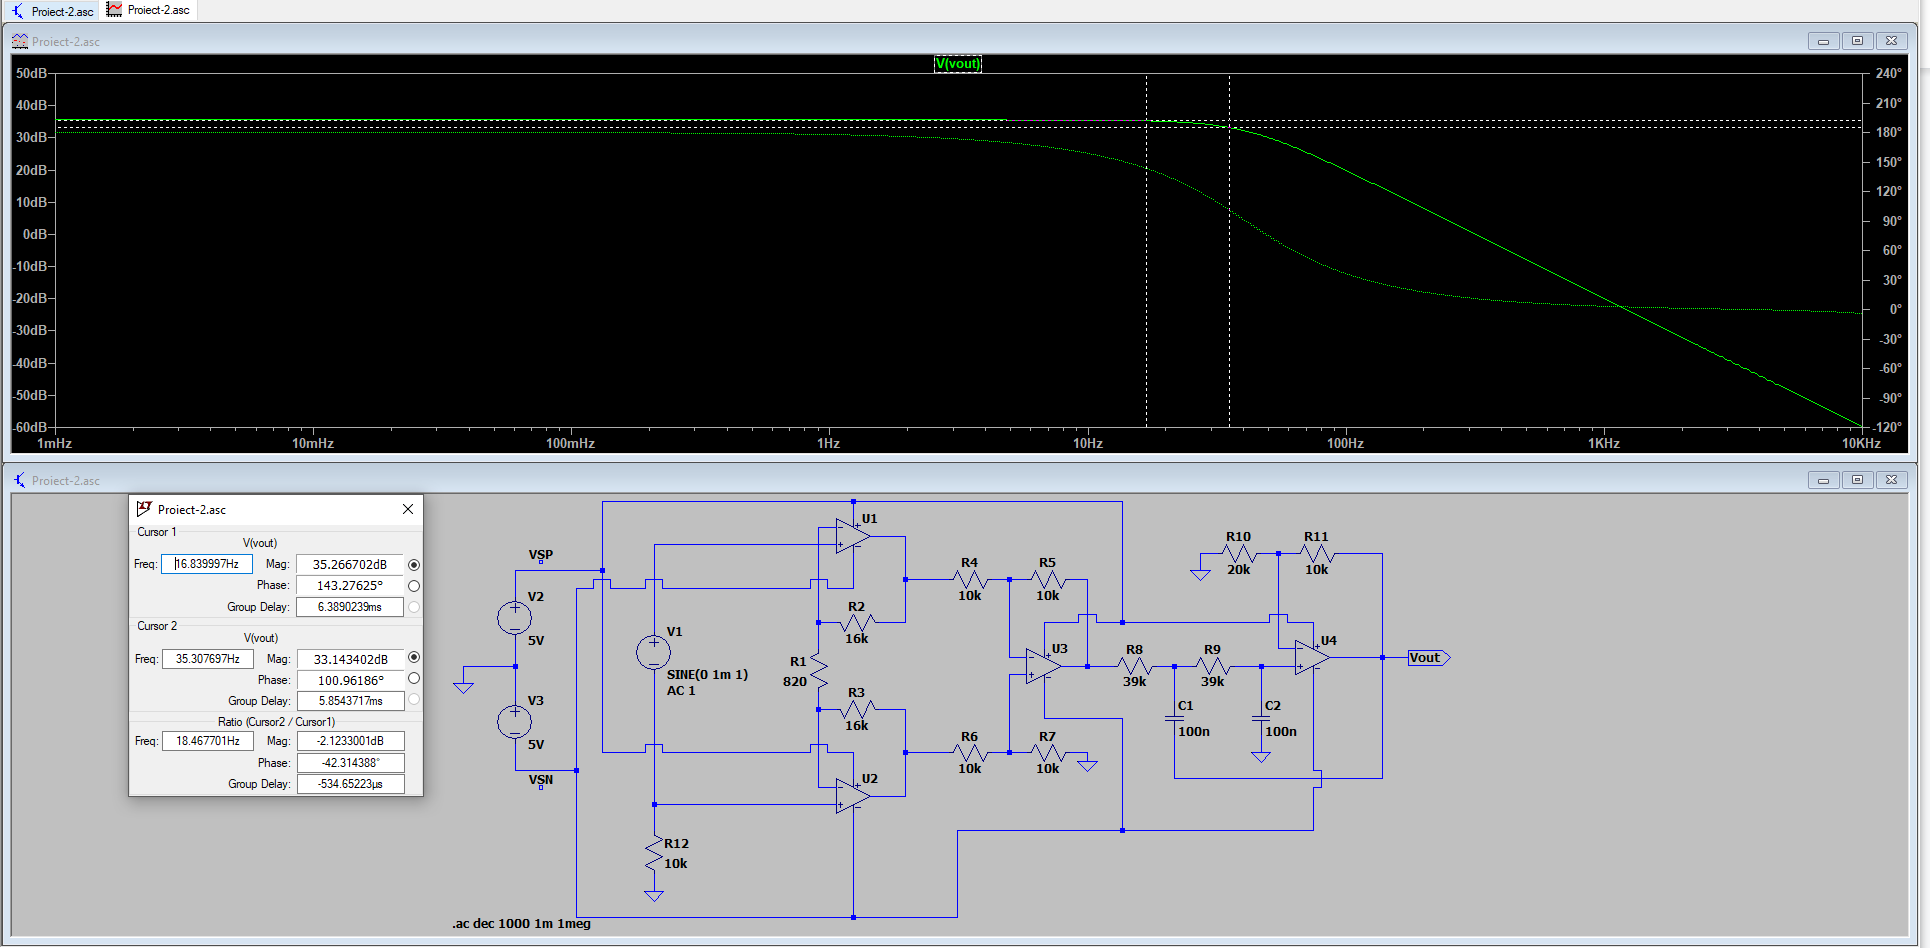 Proiect-2.asc Proiect-2.asc
Proiect-2.asc
V(vout)
50dB 240°
40dB 210°
30dB 180°
20dB 150°
10dB 120°
0dB 90°
-10dB 60°
-20dB 30°
-30dB 0°
-40dB -30°
-50dB -60°
-60dB -90°
-120°
1mHz 10mHz 100mHz 1Hz 10Hz 100Hz 1KHz 10KHz
Proiect-2.asc
Proiect-2.asc
Cursor 1
V(vout)
Freq: 16.839997Hz Mag: 35.266702dB
Phase: 143.27625°
Group Delay: 6.3890239ms
Cursor 2
V(vout)
Freq: 35.307697Hz Mag: 33.143402dB
Phase: 100.96186°
Group Delay: 5.8543717ms
Ratio (Cursor2 / Cursor1)
Freq: 18.467701Hz Mag: -2.1233001dB
Phase: -42.314388°
Group Delay: -534.65223µs
VSP
V2
5V
V3
5V
VSN
V1
SINE(0 1m 1)
AC 1
R12
10k
U1
R2
16k
R1
820
R3
16k
U2
R4
10k
R5
10k
R6
10k
R7
10k
U3
R8
39k
R9
39k
C1
100n
C2
100n
R10
20k
R11
10k
U4
Vout
.ac dec 1000 1m 1meg